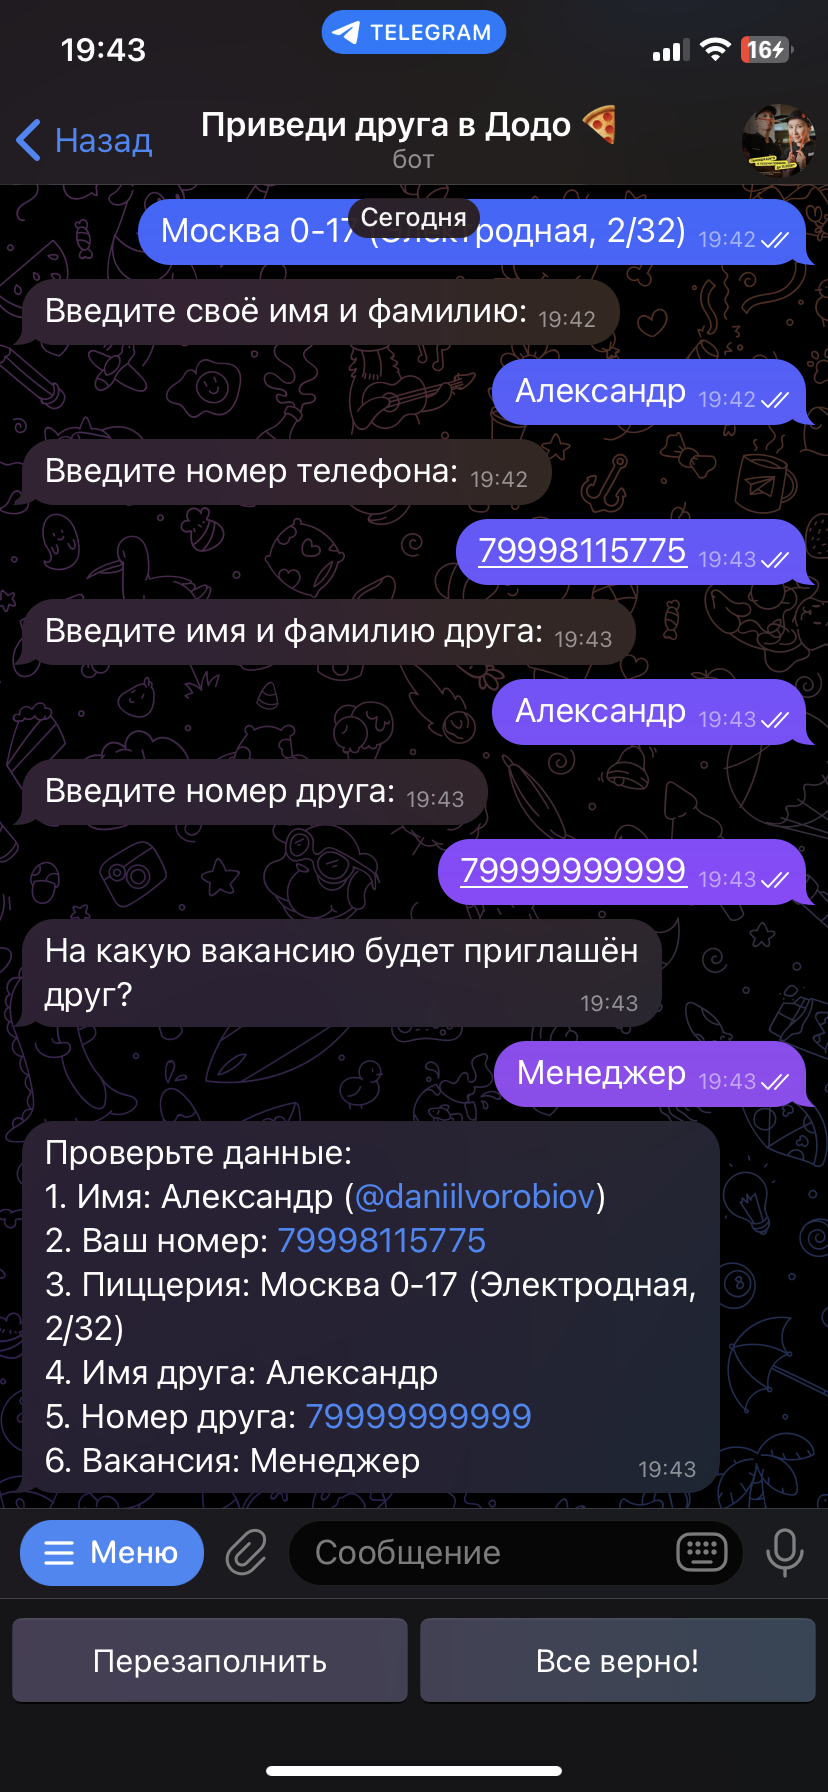 19:43
TELEGRAM
16
Назад
Приведи друга в Додо
бот
Сегодня
Москва 0-17 (Электродная, 2/32) 19:42
Введите своё имя и фамилию: 19:42
Александр 19:42
Введите номер телефона: 19:42
79998115775 19:43
Введите имя и фамилию друга: 19:43
Александр 19:43
Введите номер друга: 19:43
79999999999 19:43
На какую вакансию будет приглашён
друг? 19:43
Менеджер 19:43
Проверьте данные:
1. Имя: Александр (@daniilvorobiov)
2. Ваш номер: 79998115775
3. Пиццерия: Москва 0-17 (Электродная,
2/32)
4. Имя друга: Александр
5. Номер друга: 79999999999
6. Вакансия: Менеджер 19:43
Меню
Сообщение
Перезаполнить
Все верно!